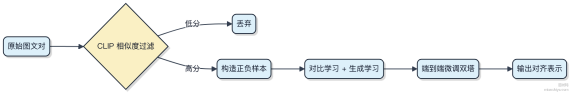 原始图文对
CLIP 相似度过滤
低分
丢弃
高分
构造正负样本
对比学习 + 生成学习
端到端微调双塔
输出对齐表示